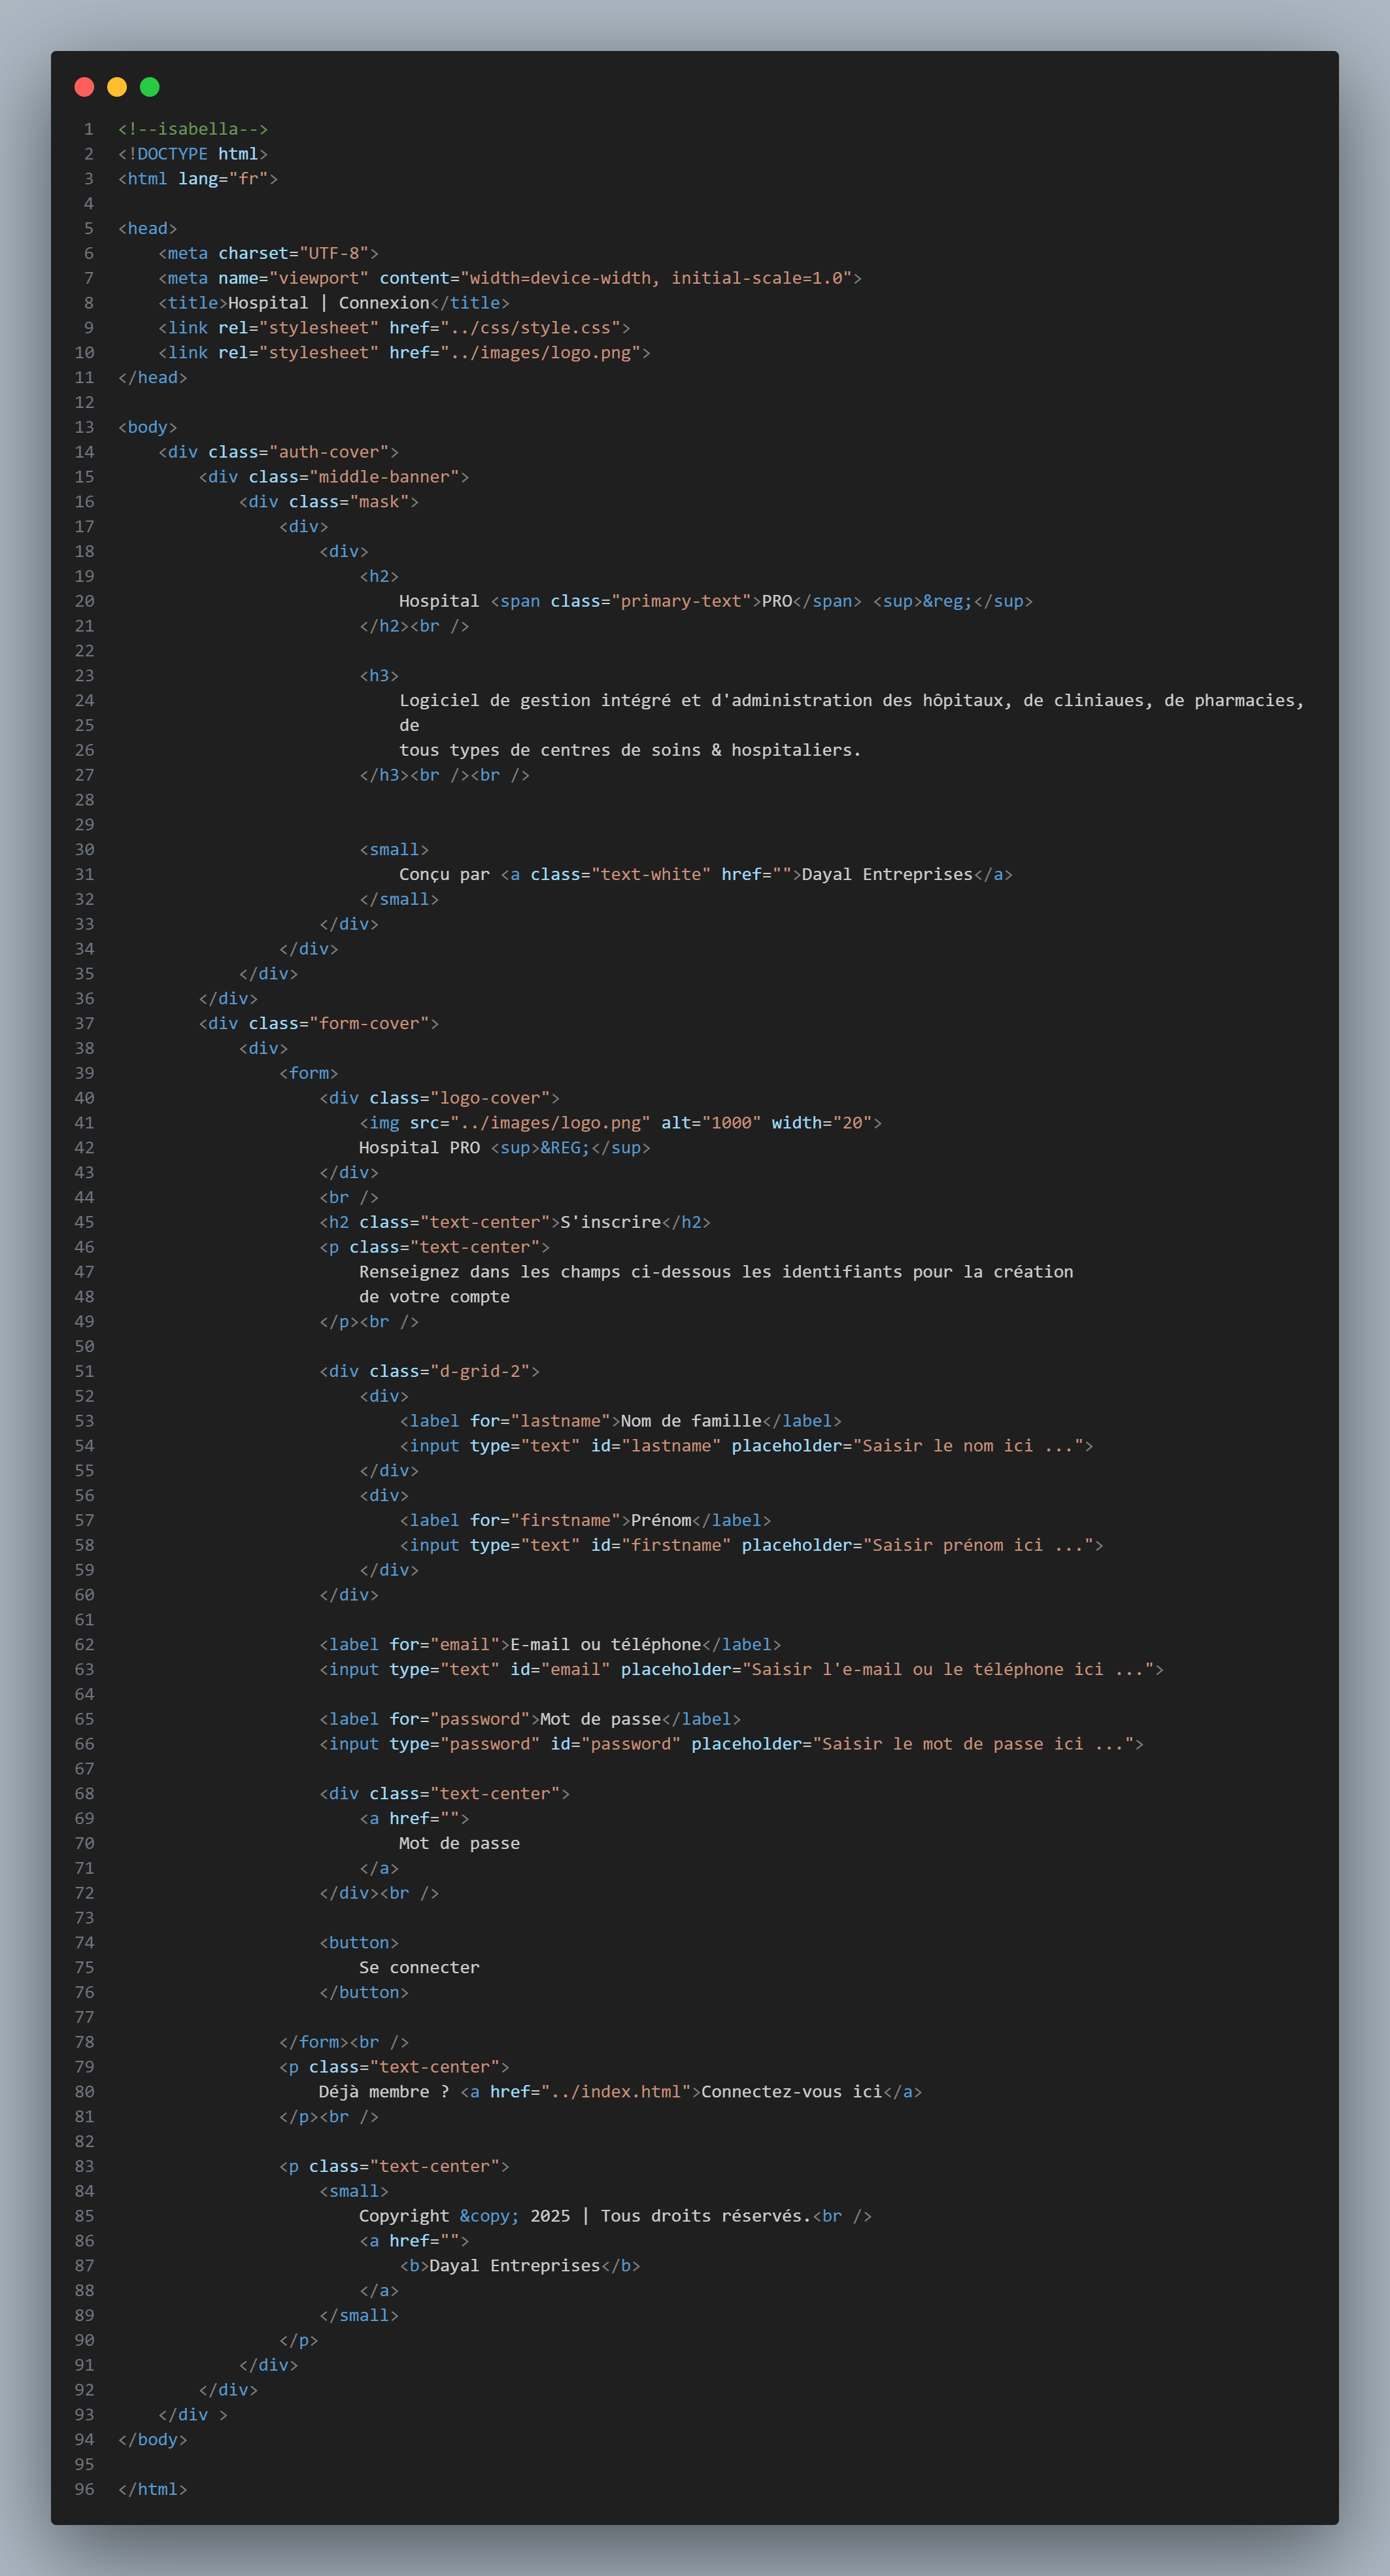 1 <!--isabella-->
2 <!DOCTYPE html>
3 <html lang="fr">
4
5 <head>
6     <meta charset="UTF-8">
7     <meta name="viewport" content="width=device-width, initial-scale=1.0">
8     <title>Hospital | Connexion</title>
9     <link rel="stylesheet" href="../css/style.css">
10     <link rel="stylesheet" href="../images/logo.png">
11 </head>
12
13 <body>
14     <div class="auth-cover">
15         <div class="middle-banner">
16             <div class="mask">
17                 <div>
18                     <div>
19                         <h2>
20                             Hospital <span class="primary-text">PRO</span> <sup>&reg;</sup>
21                         </h2><br />
22
23                         <h3>
24                             Logiciel de gestion intégré et d'administration des hôpitaux, de cliniaues, de pharmacies,
25                             de
26                             tous types de centres de soins & hospitaliers.
27                         </h3><br /><br />
28
29
30                         <small>
31                             Conçu par <a class="text-white" href="">Dayal Entreprises</a>
32                         </small>
33                     </div>
34                 </div>
35             </div>
36         </div>
37         <div class="form-cover">
38             <div>
39                 <form>
40                     <div class="logo-cover">
41                         <img src="../images/logo.png" alt="1000" width="20">
42                         Hospital PRO <sup>&REG;</sup>
43                     </div>
44                     <br />
45                     <h2 class="text-center">S'inscrire</h2>
46                     <p class="text-center">
47                         Renseignez dans les champs ci-dessous les identifiants pour la création
48                         de votre compte
49                     </p><br />
50
51                     <div class="d-grid-2">
52                         <div>
53                             <label for="lastname">Nom de famille</label>
54                             <input type="text" id="lastname" placeholder="Saisir le nom ici ...">
55                         </div>
56                         <div>
57                             <label for="firstname">Prénom</label>
58                             <input type="text" id="firstname" placeholder="Saisir prénom ici ...">
59                         </div>
60                     </div>
61
62                     <label for="email">E-mail ou téléphone</label>
63                     <input type="text" id="email" placeholder="Saisir l'e-mail ou le téléphone ici ...">
64
65                     <label for="password">Mot de passe</label>
66                     <input type="password" id="password" placeholder="Saisir le mot de passe ici ...">
67
68                     <div class="text-center">
69                         <a href="">
70                             Mot de passe
71                         </a>
72                     </div><br />
73
74                     <button>
75                         Se connecter
76                     </button>
77
78                 </form><br />
79                 <p class="text-center">
80                     Déjà membre ? <a href="../index.html">Connectez-vous ici</a>
81                 </p><br />
82
83                 <p class="text-center">
84                     <small>
85                         Copyright &copy; 2025 | Tous droits réservés.<br />
86                         <a href="">
87                             <b>Dayal Entreprises</b>
88                         </a>
89                     </small>
90                 </p>
91             </div>
92         </div>
93     </div >
94 </body>
95
96 </html>